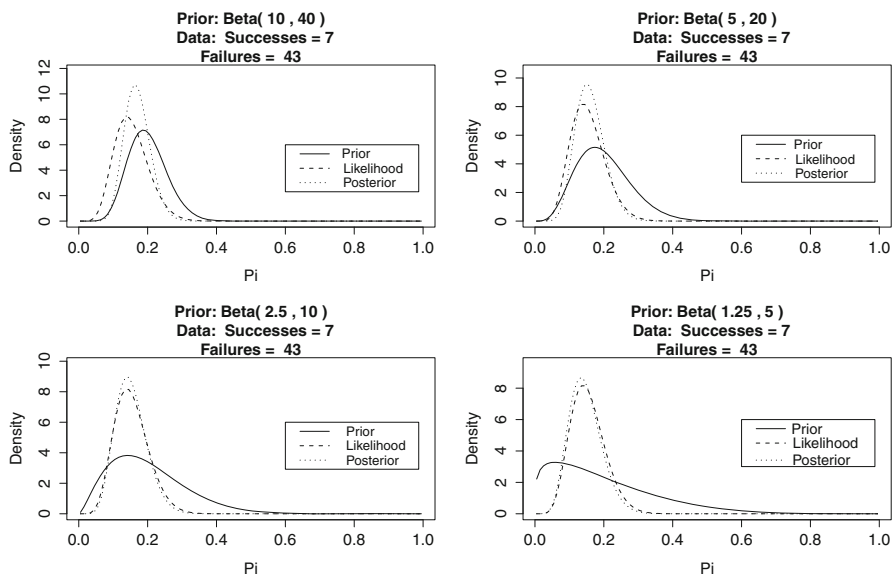 Prior: Beta( 10 , 40 )
Data: Successes = 7
Failures = 43
Density
12
10
8
6
4
2
0
Prior
Likelihood
Posterior
0.0 0.2 0.4 0.6 0.8 1.0
Pi
Prior: Beta( 5 , 20 )
Data: Successes = 7
Failures = 43
Density
10
8
6
4
2
0
Prior
Likelihood
Posterior
0.0 0.2 0.4 0.6 0.8 1.0
Pi
Prior: Beta( 2.5 , 10 )
Data: Successes = 7
Failures = 43
Density
10
8
6
4
2
0
Prior
Likelihood
Posterior
0.0 0.2 0.4 0.6 0.8 1.0
Pi
Prior: Beta( 1.25 , 5 )
Data: Successes = 7
Failures = 43
Density
8
6
4
2
0
Prior
Likelihood
Posterior
0.0 0.2 0.4 0.6 0.8 1.0
Pi